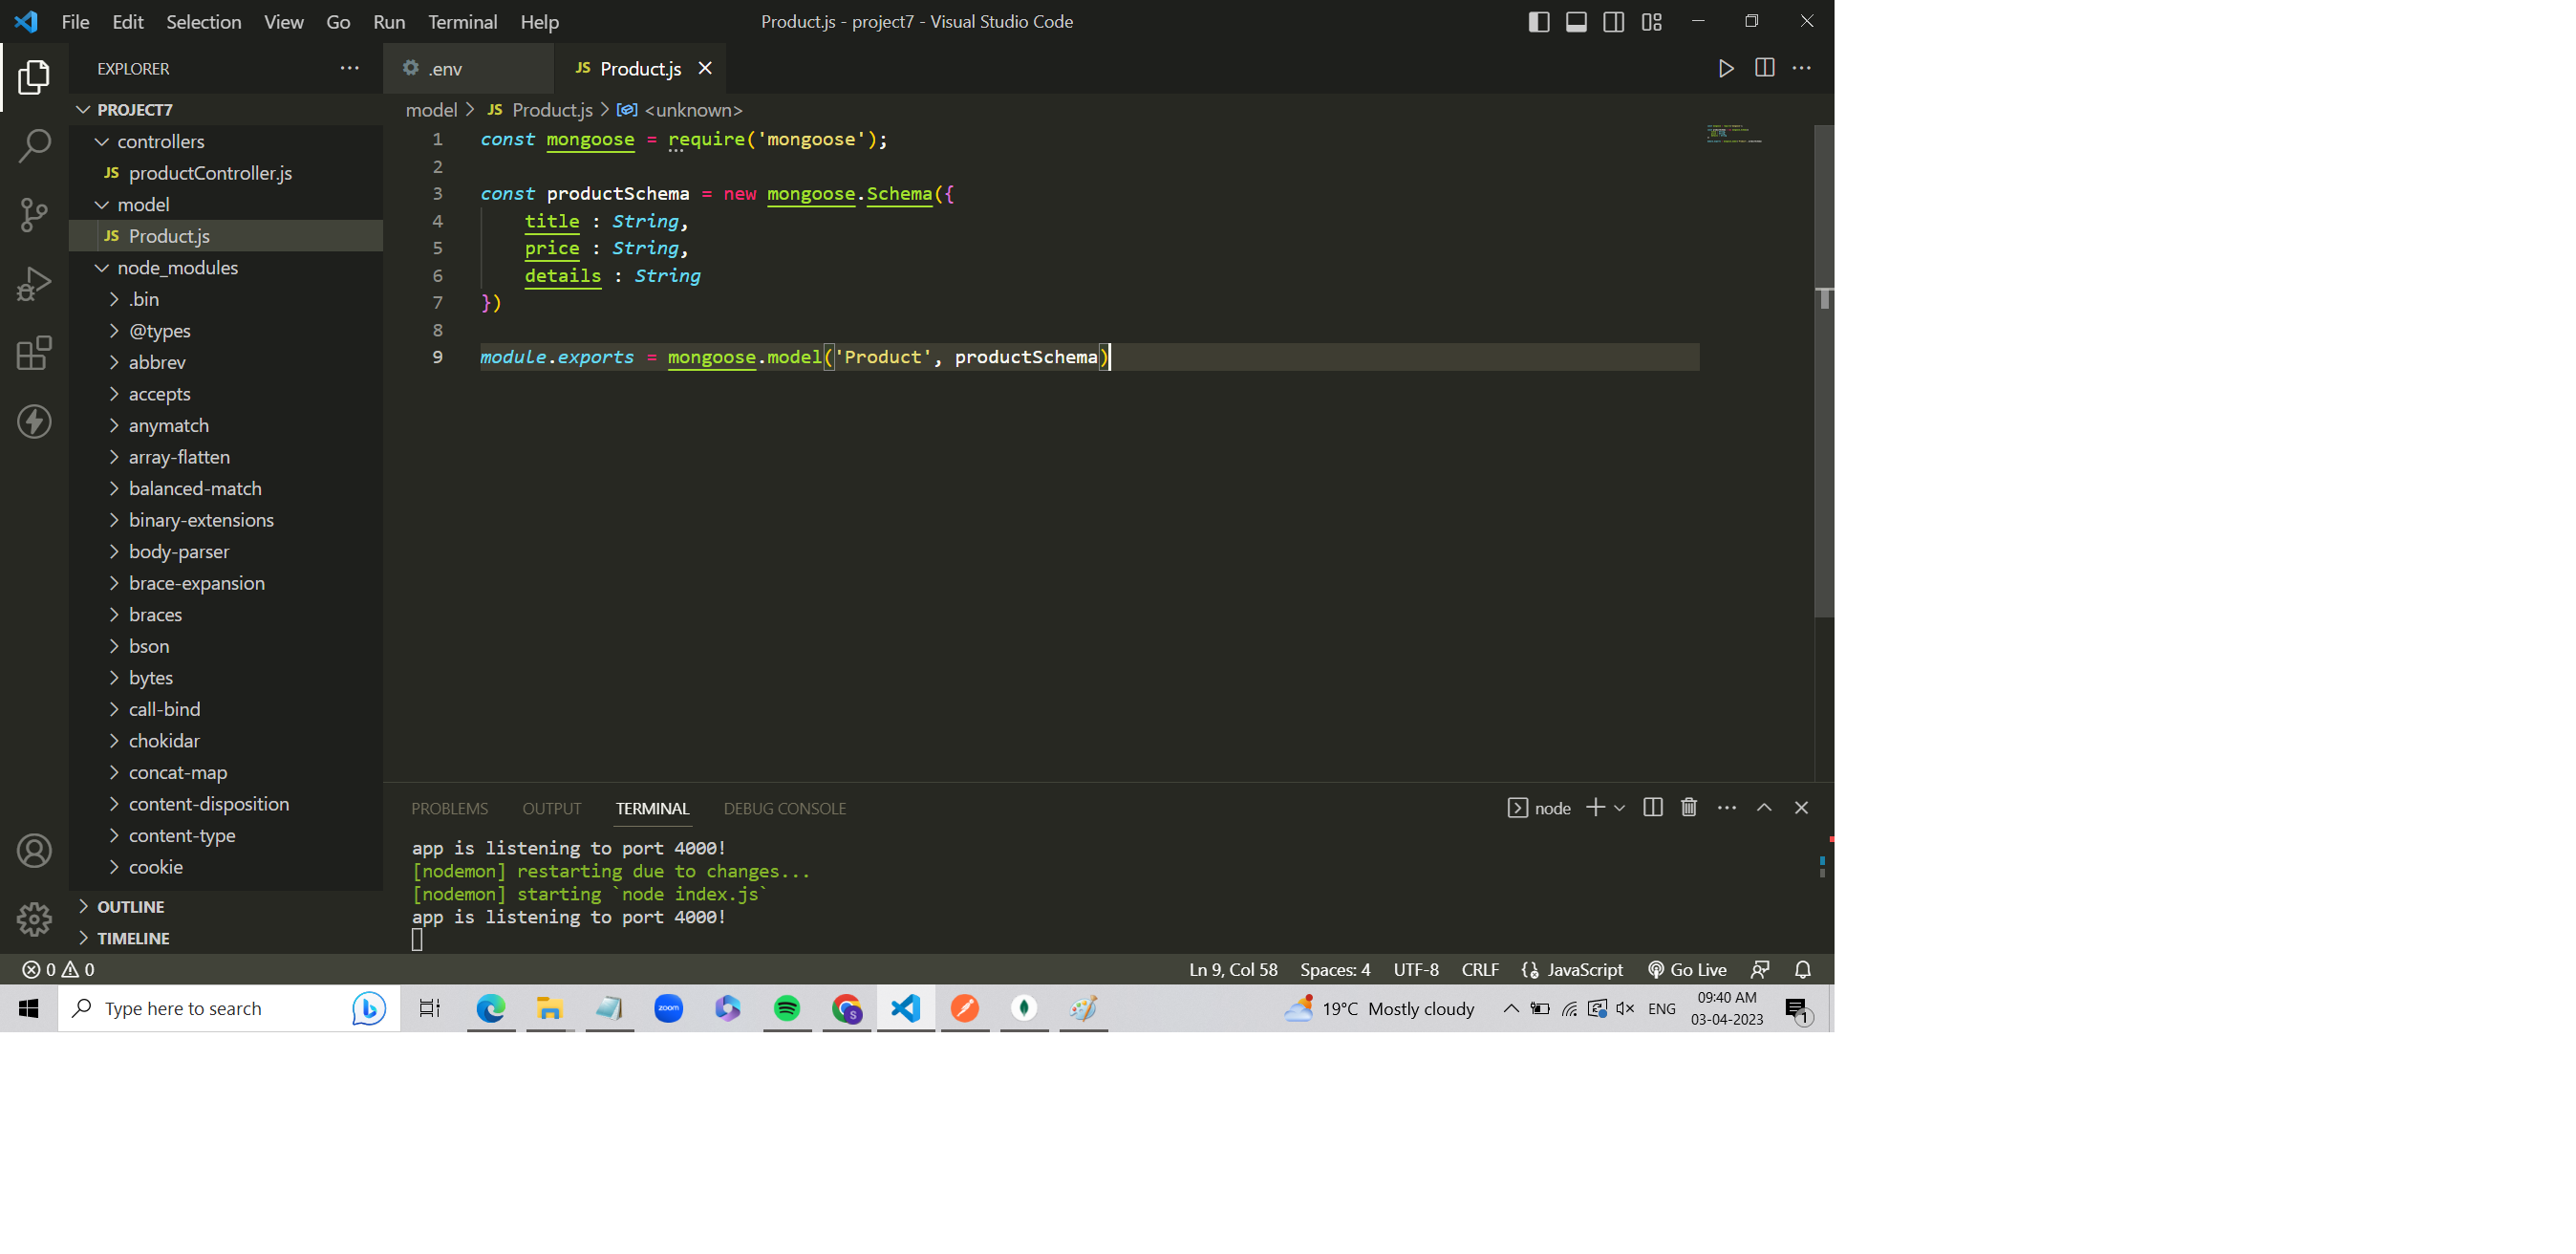 File Edit Selection View Go Run Terminal Help
Product.js - project7 - Visual Studio Code
EXPLORER
PROJECT7
controllers
JS productController.js
model
JS Product.js
node_modules
.bin
@types
abbrev
accepts
anymatch
array-flatten
balanced-match
binary-extensions
body-parser
brace-expansion
braces
bson
bytes
call-bind
chokidar
concat-map
content-disposition
content-type
cookie
OUTLINE
TIMELINE
.env
JS Product.js
model > JS Product.js > <unknown>
1 const mongoose = require('mongoose');
2
3 const productSchema = new mongoose.Schema({
4 title : String,
5 price : String,
6 details : String
7 })
8
9 module.exports = mongoose.model('Product', productSchema)
PROBLEMS OUTPUT TERMINAL DEBUG CONSOLE
node
app is listening to port 4000!
[nodemon] restarting due to changes...
[nodemon] starting `node index.js`
app is listening to port 4000!
0 0
Ln 9, Col 58 Spaces: 4 UTF-8 CRLF JavaScript Go Live
Type here to search
zoom
S
19°C Mostly cloudy
ENG
09:40 AM
03-04-2023
1